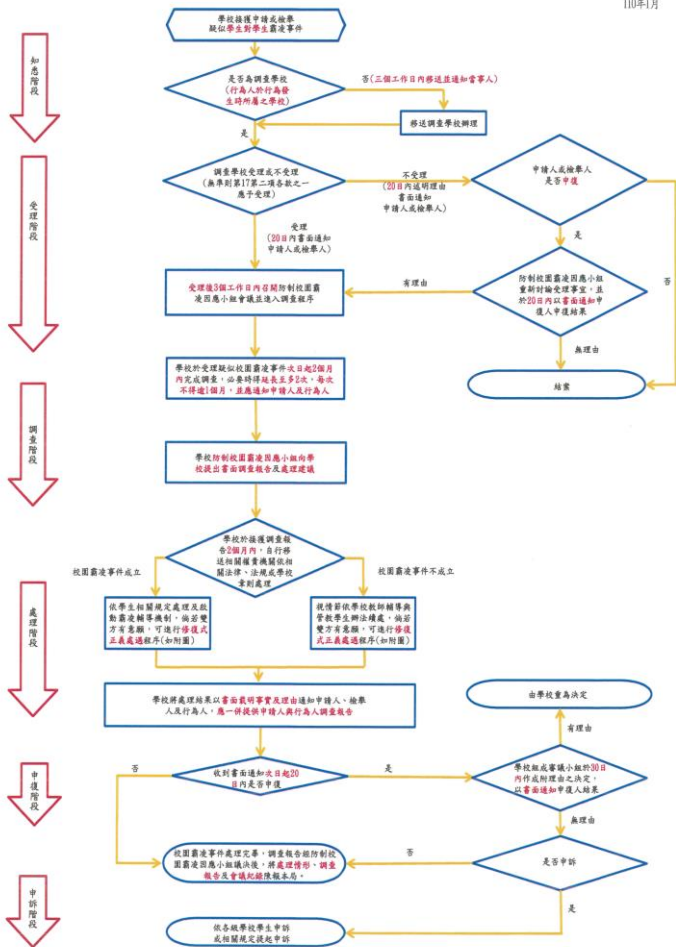 110年1月
知悉階段
學校接獲申請或檢舉
疑似學生對學生霸凌事件
是否為調查學校
(行為人於行為發
生時所屬之學校)
否(三個工作日內移送並通知當事人)
移送調查學校辦理
是
受理階段
調查學校受理或不受理
(無準則第17第二項各款之一
應予受理)
不受理
(20日內述明理由
書面通知
申請人或檢舉人)
申請人或檢舉人
是否申復
受理
(20日內書面通知
申請人或檢舉人)
是
否
受理後3個工作日內召開防制校園霸
凌因應小組會議並進入調查程序
有理由
防制校園霸凌因應小組
重新討論受理事宜，並
於20日內以書面通知申
復人申復結果
無理由
結案
學校於受理疑似校園霸凌事件次日起2個月
內完成調查，必要時得延長至多2次，每次
不得逾1個月，並應通知申請人及行為人
調查階段
學校防制校園霸凌因應小組向學
校提出書面調查報告及處理建議
學校於接獲調查報
告2個月內，自行移
送相關權責機關依相
關法律、法規或學校
章則處理
校園霸凌事件成立
校園霸凌事件不成立
處理階段
依學生相關規定處理及啟
動霸凌輔導機制，倘若雙
方有意願，可進行修復式
正義處遇程序(如附圖)
視情節依學校教師輔導與
管教學生辦法續處，倘若
雙方有意願，可進行修復
式正義處遇程序(如附圖)
學校將處理結果以書面載明事實及理由通知申請人、檢舉
人及行為人，應一併提供申請人與行為人調查報告
由學校重為決定
有理由
申復階段
否
收到書面通知次日起20
日內是否申復
是
學校組成審議小組於30日
內作成附理由之決定，
以書面通知申復人結果
無理由
校園霸凌事件處理完畢，調查報告經防制校
園霸凌因應小組議決後，將處理情形、調查
報告及會議紀錄陳報本局。
否
是否申訴
是
申訴階段
依各級學校學生申訴
或相關規定提起申訴